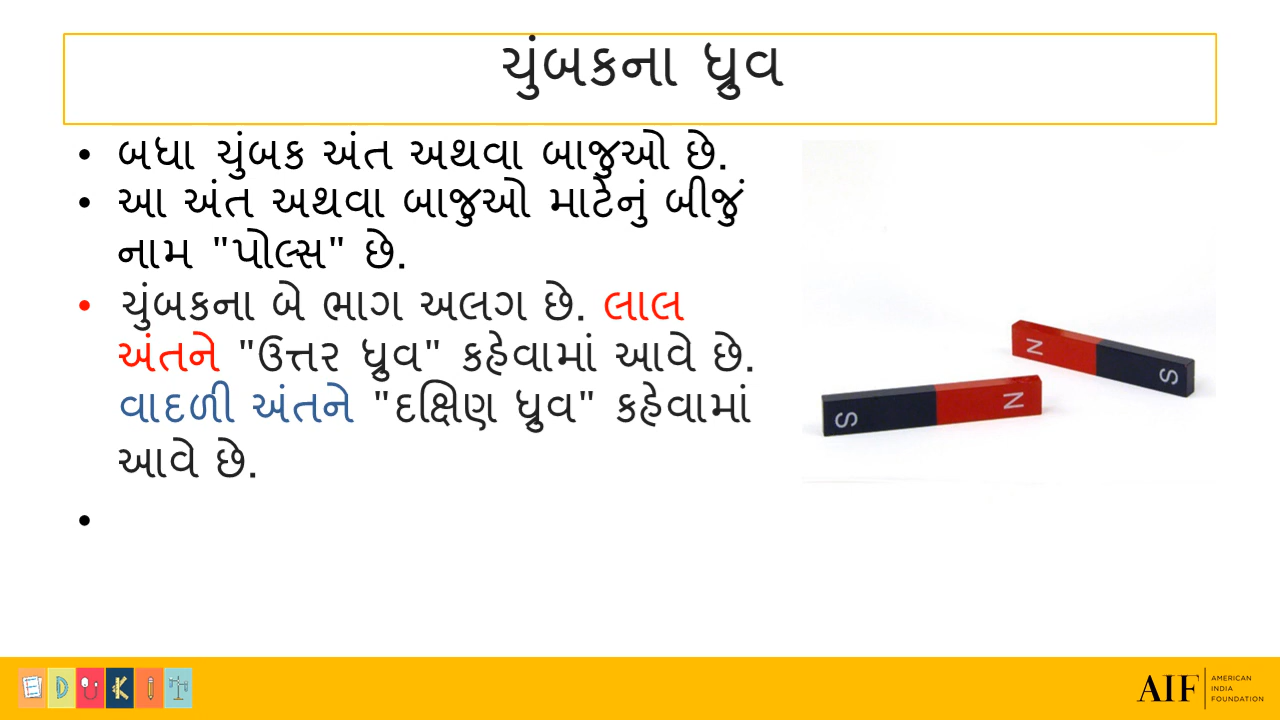 ચુંબકના ધ્રુવ
• બધા ચુંબક અંત અથવા બાજુઓ છે.
• આ અંત અથવા બાજુઓ માટેનું બીજું
નામ "પોલ્સ" છે.
• ચુંબકના બે ભાગ અલગ છે. લાલ
અંતને "ઉત્તર ધ્રુવ" કહેવામાં આવે છે.
વાદળી અંતને "દક્ષિણ ધ્રુવ" કહેવામાં
આવે છે.
•
N
S
S
N
E D U K I T
AIF
AMERICAN
INDIA
FOUNDATION